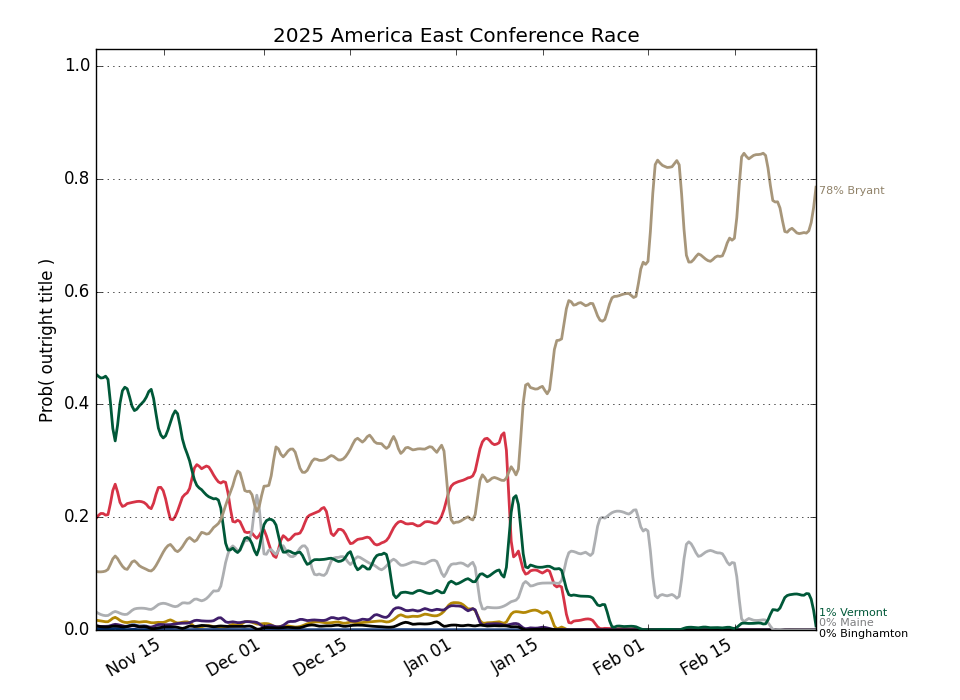 2025 America East Conference Race
1.0
0.8
0.6
0.4
0.2
0.0
Prob( outright title )
78% Bryant
1% Vermont
0% Maine
0% Binghamton
Nov 15
Dec 01
Dec 15
Jan 01
Jan 15
Feb 01
Feb 15